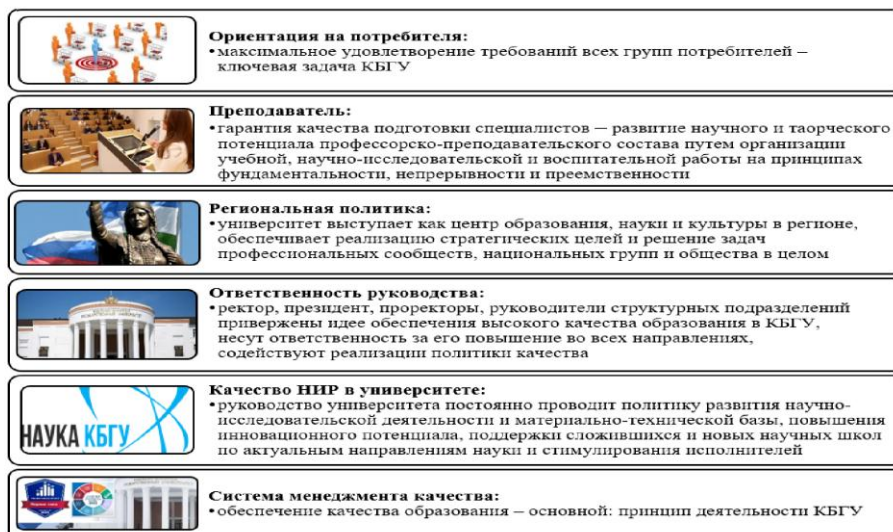 Ориентация на потребителя:
•максимальное удовлетворение требований всех групп потребителей –
ключевая задача КБГУ
Преподаватель:
•гарантия качества подготовки специалистов – развитие научного и таорческого
потенциала профессорско-преподавательского состава путем организации
учебной, научно-исследовательской и воспитательной работы на принципах
фундаментальности, непрерывности и преемственности
Региональная политика:
•университет выступает как центр образования, науки и культуры в регионе,
обеспечивает реализацию стратегических целей и решение задач
профессиональных сообществ, национальных групп и общества в целом
Ответственность руководства:
•ректор, президент, проректоры, руководители структурных подразделений
привержены идее обеспечения высокого качества образования в КБГУ,
несут ответственность за его повышение во всех направлениях,
содействуют реализации политики качества
НАУКА КБГУ
Качество НИР в университете:
•руководство университета постоянно проводит политику развития научно-
исследовательской деятельности и материально-технической базы, повышения
инновационного потенциала, поддержки сложившихся и новых научных школ
по актуальным направлениям науки и стимулирования исполнителей
Система менеджмента качества:
•обеспечение качества образования – основной: принцип деятельности КБГУ